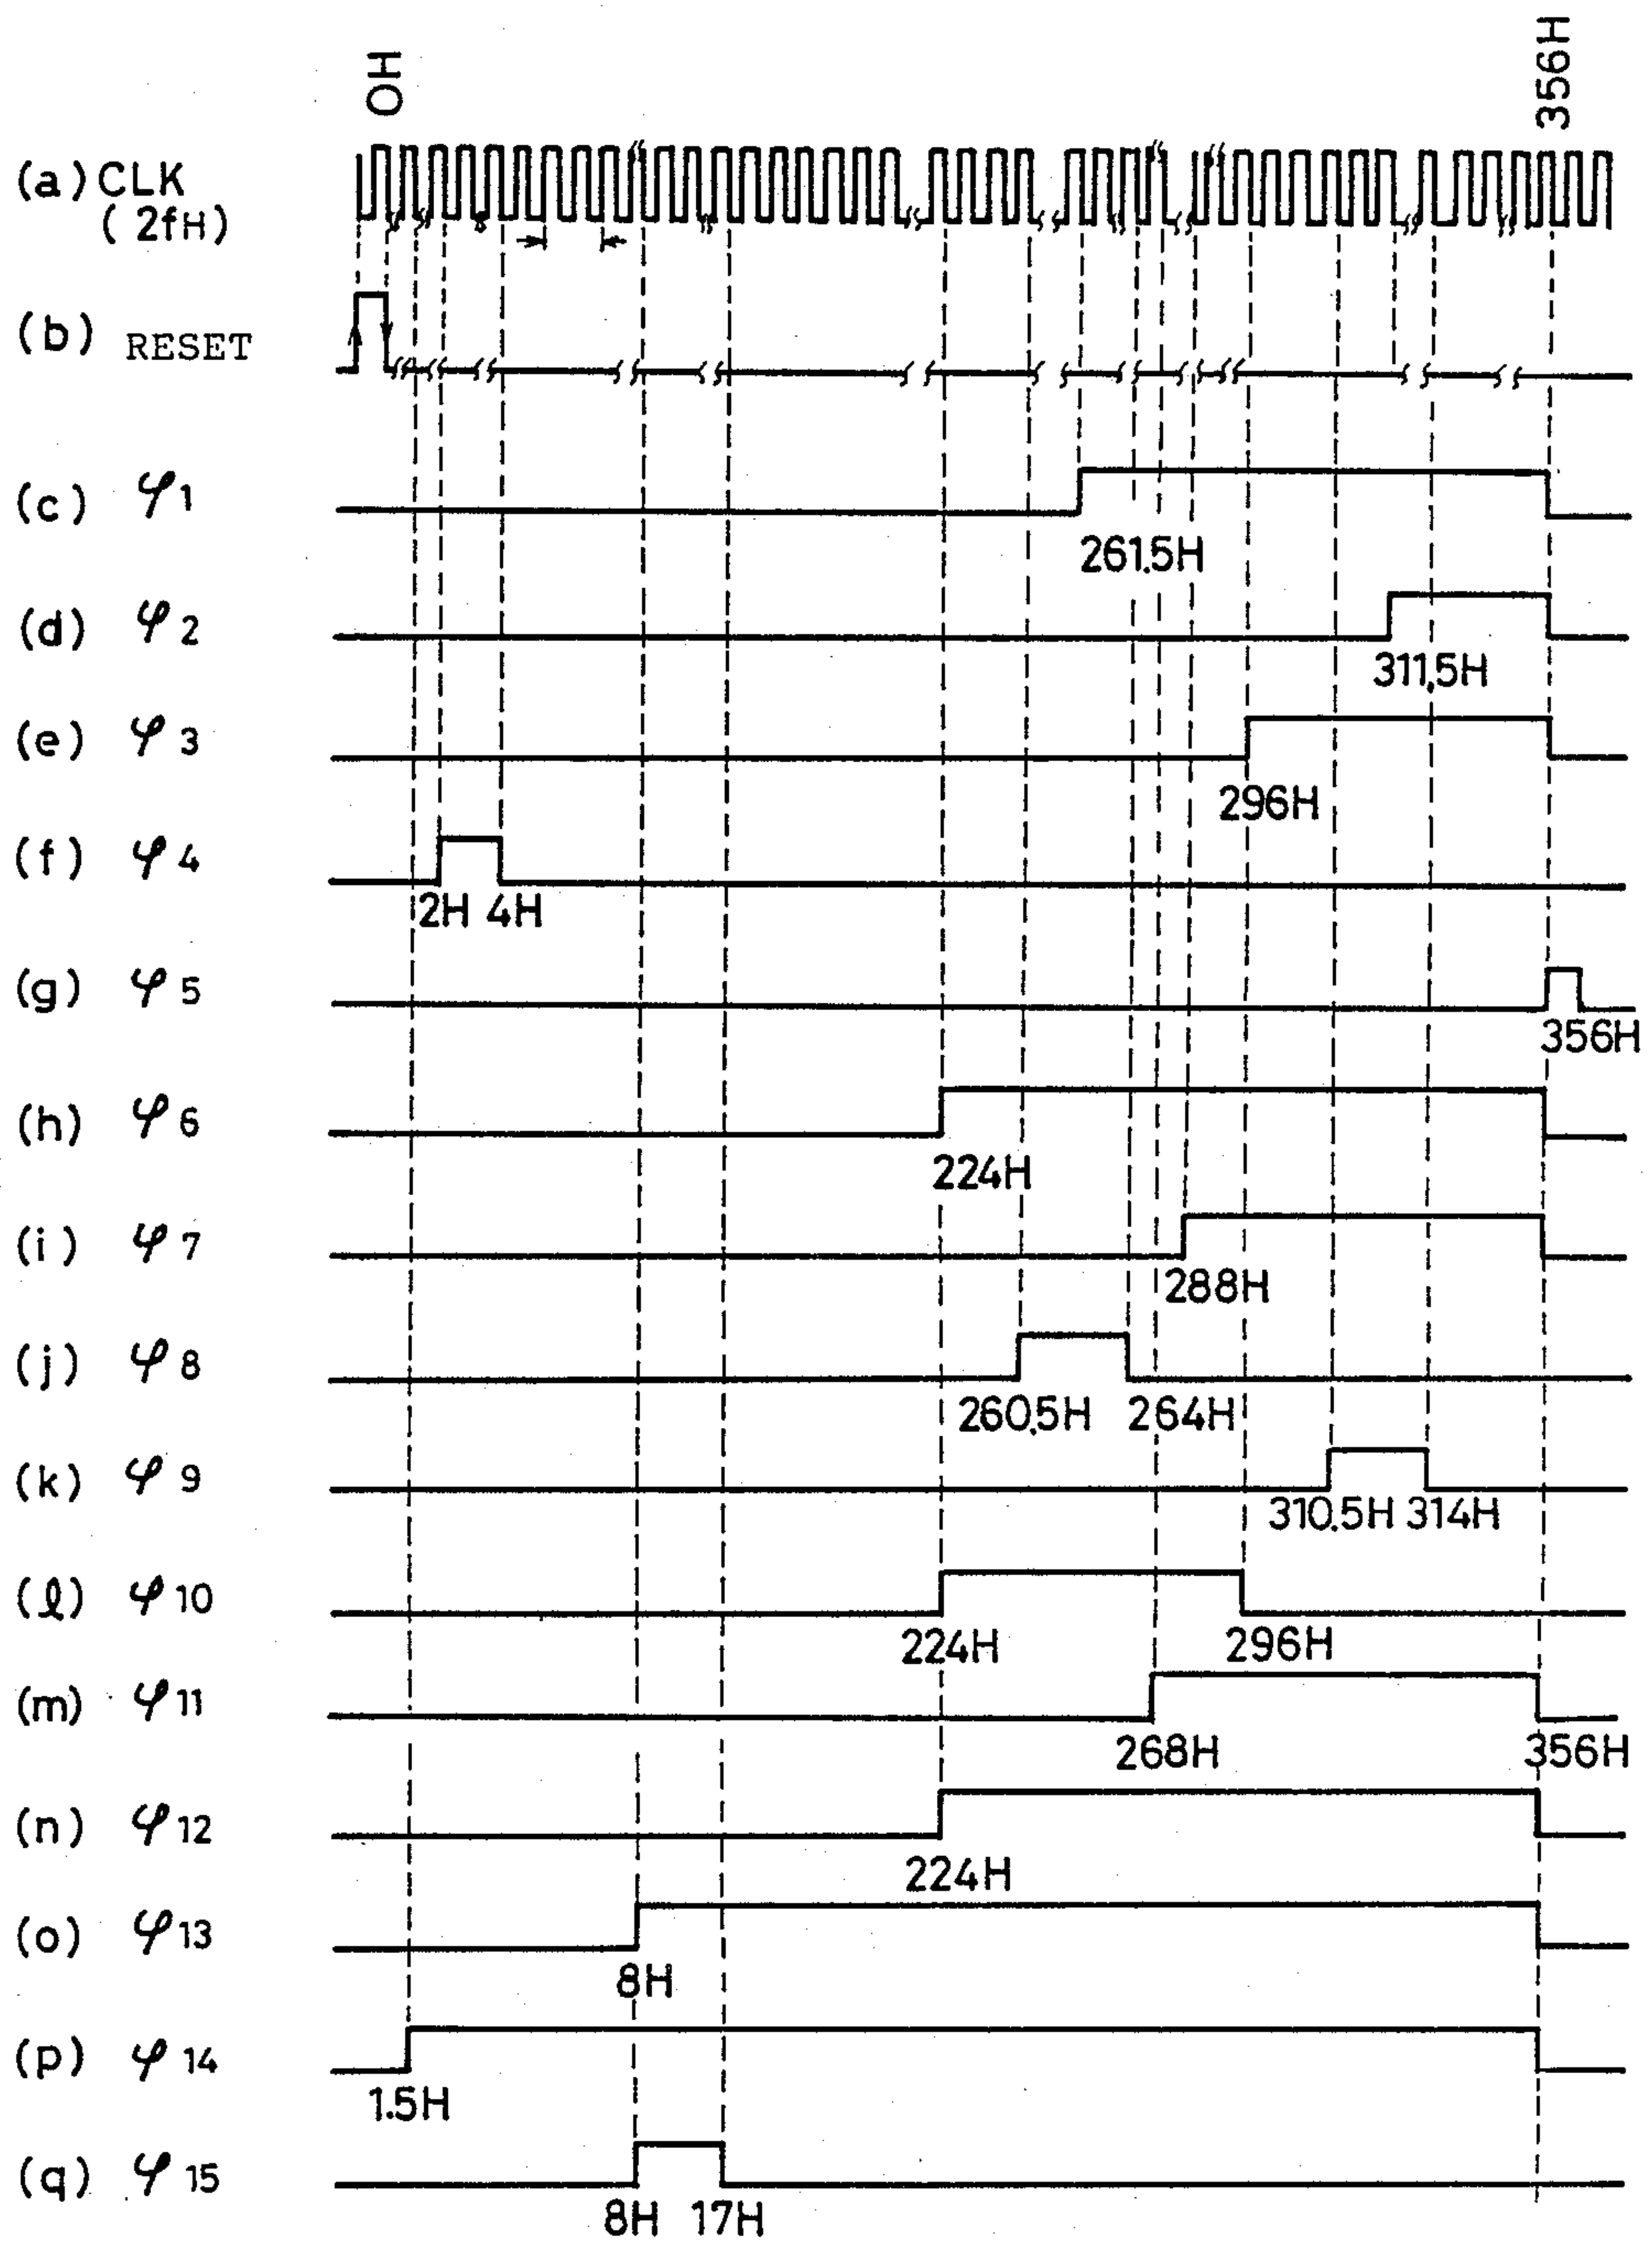 0H 356H
(a) CLK
(2fH)
(b) RESET
(c) φ1
261.5H
(d) φ2
311.5H
(e) φ3
296H
(f) φ4
2H 4H
(g) φ5
356H
(h) φ6
224H
(i) φ7
288H
(j) φ8
260.5H 264H
(k) φ9
310.5H 314H
(l) φ10
224H 296H
(m) φ11
268H 356H
(n) φ12
224H
(o) φ13
8H
(p) φ14
1.5H
(q) φ15
8H 17H